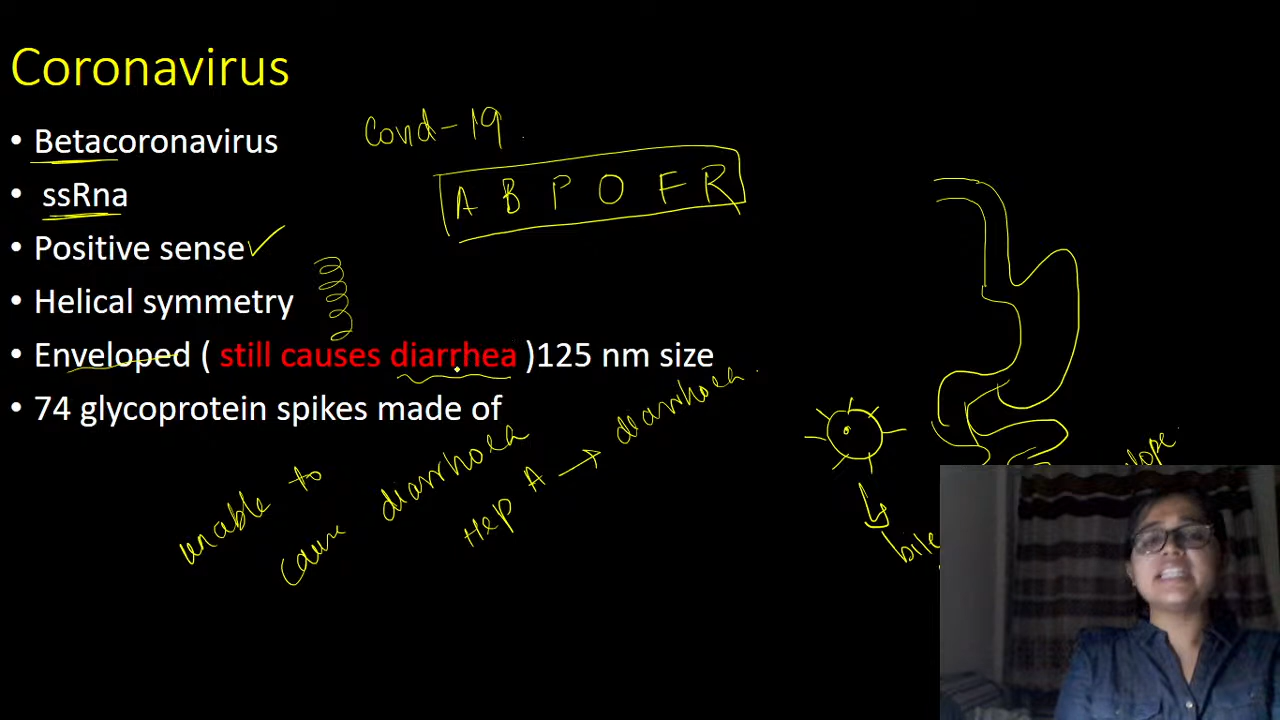 Coronavirus
• Betacoronavirus
Covid-19
• ssRna
A B P O F R
• Positive sense
• Helical symmetry
• Enveloped ( still causes diarrhea )125 nm size
• 74 glycoprotein spikes made of
unable to
cause diarrhoea
Hep A → diarrhoea
bile